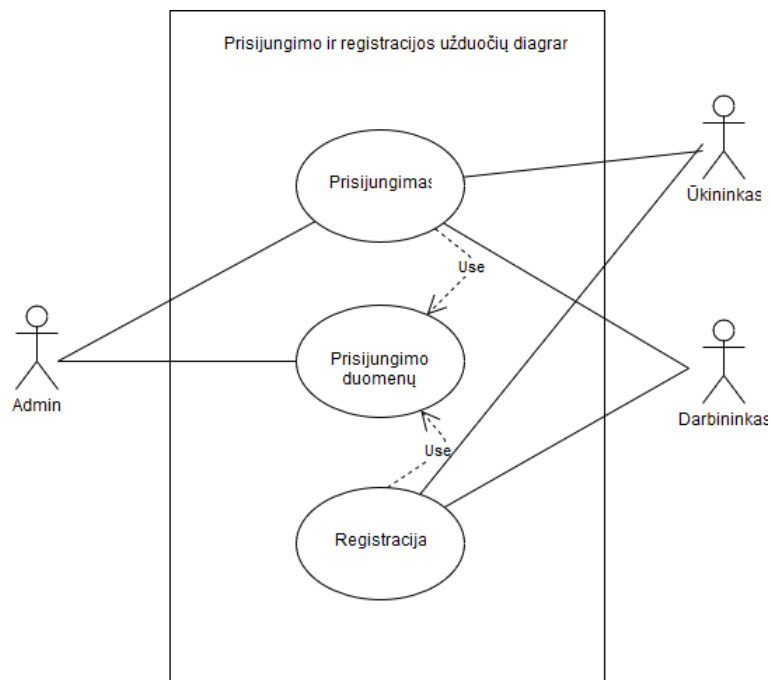 Prisijungimo ir registracijos užduočių diagrar
Prisijungimas
Ūkininkas
Use
Prisijungimo
duomenų
Admin
Darbininkas
Use
Registracija